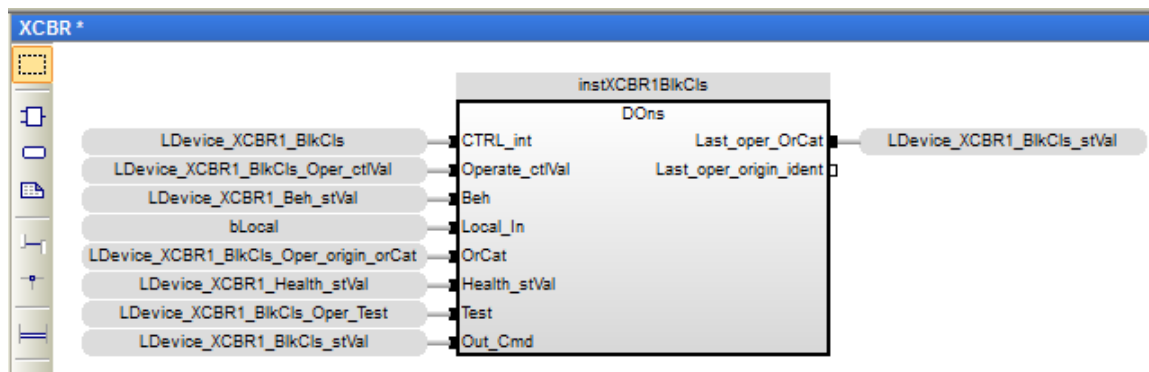 XCBR *
instXCBR1BlkCls
DOns
LDevice_XCBR1_BlkCls CTRL_int Last_oper_OrCat LDevice_XCBR1_BlkCls_stVal
LDevice_XCBR1_BlkCls_Oper_ctlVal Operate_ctlVal Last_oper_origin_ident
LDevice_XCBR1_Beh_stVal Beh
bLocal Local_In
LDevice_XCBR1_BlkCls_Oper_origin_orCat OrCat
LDevice_XCBR1_Health_stVal Health_stVal
LDevice_XCBR1_BlkCls_Oper_Test Test
LDevice_XCBR1_BlkCls_stVal Out_Cmd